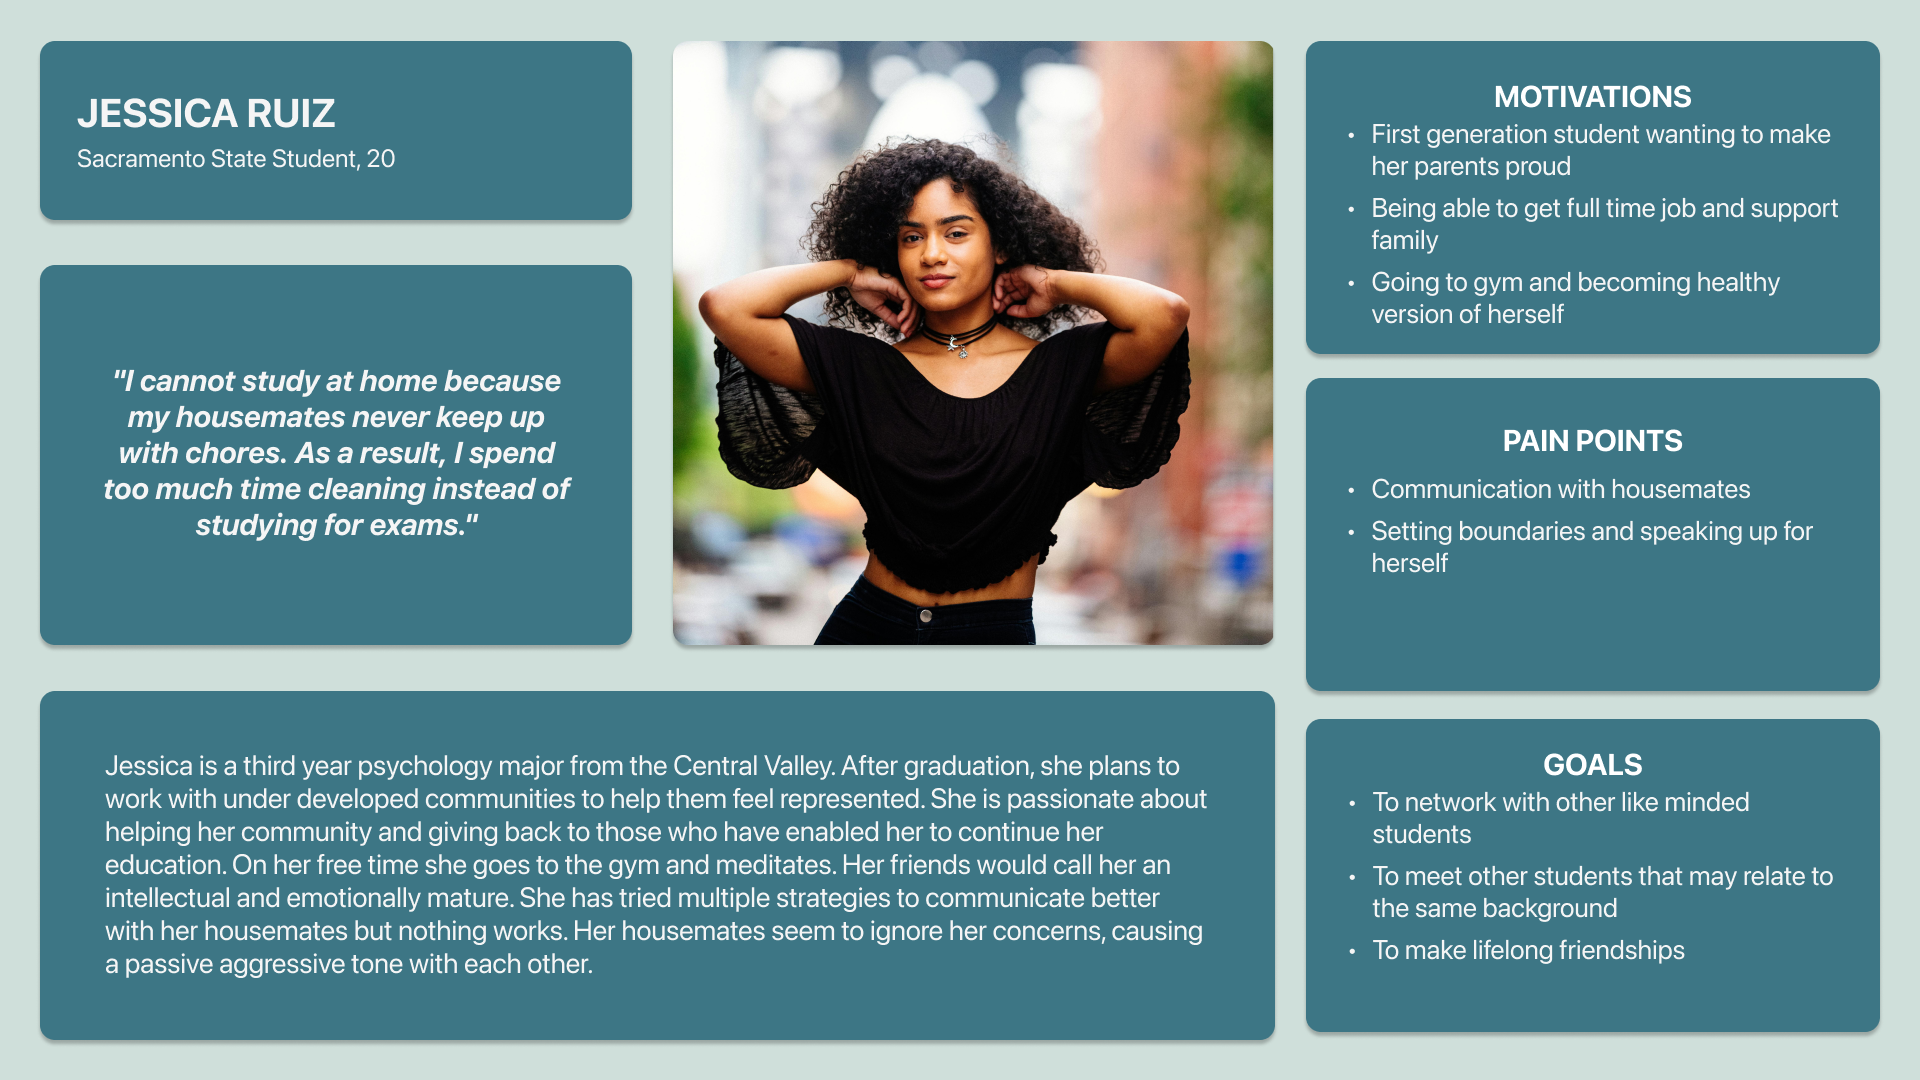 JESSICA RUIZ
Sacramento State Student, 20
"I cannot study at home because
my housemates never keep up
with chores. As a result, I spend
too much time cleaning instead of
studying for exams."
Jessica is a third year psychology major from the Central Valley. After graduation, she plans to
work with under developed communities to help them feel represented. She is passionate about
helping her community and giving back to those who have enabled her to continue her
education. On her free time she goes to the gym and meditates. Her friends would call her an
intellectual and emotionally mature. She has tried multiple strategies to communicate better
with her housemates but nothing works. Her housemates seem to ignore her concerns, causing
a passive aggressive tone with each other.
MOTIVATIONS
• First generation student wanting to make
her parents proud
• Being able to get full time job and support
family
• Going to gym and becoming healthy
version of herself
PAIN POINTS
• Communication with housemates
• Setting boundaries and speaking up for
herself
GOALS
• To network with other like minded
students
• To meet other students that may relate to
the same background
• To make lifelong friendships